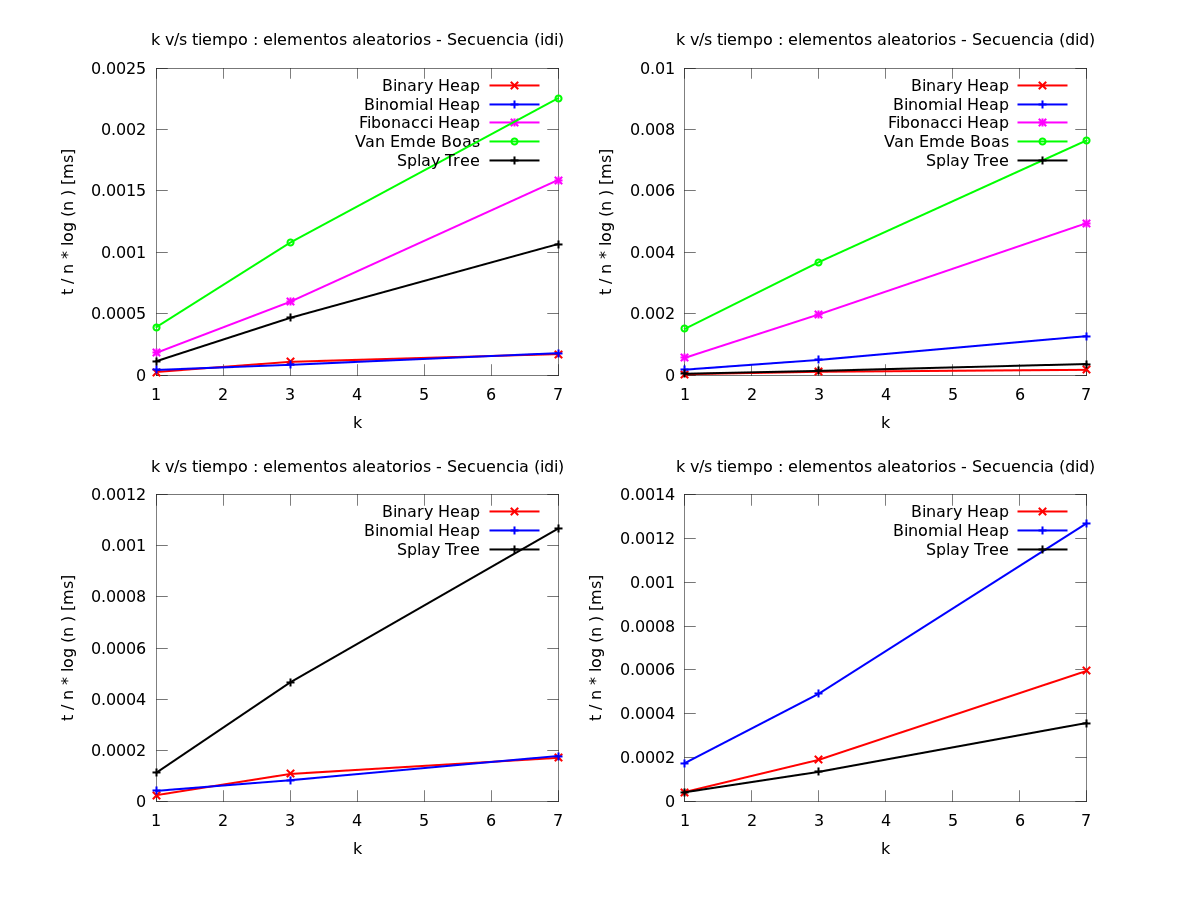 k v/s tiempo : elementos aleatorios - Secuencia (idi)
0.0025
0.002
0.0015
0.001
0.0005
0
t / n * log (n ) [ms]
Binary Heap
Binomial Heap
Fibonacci Heap
Van Emde Boas
Splay Tree
1 2 3 4 5 6 7
k
k v/s tiempo : elementos aleatorios - Secuencia (did)
0.01
0.008
0.006
0.004
0.002
0
t / n * log (n ) [ms]
Binary Heap
Binomial Heap
Fibonacci Heap
Van Emde Boas
Splay Tree
1 2 3 4 5 6 7
k
k v/s tiempo : elementos aleatorios - Secuencia (idi)
0.0012
0.001
0.0008
0.0006
0.0004
0.0002
0
t / n * log (n ) [ms]
Binary Heap
Binomial Heap
Splay Tree
1 2 3 4 5 6 7
k
k v/s tiempo : elementos aleatorios - Secuencia (did)
0.0014
0.0012
0.001
0.0008
0.0006
0.0004
0.0002
0
t / n * log (n ) [ms]
Binary Heap
Binomial Heap
Splay Tree
1 2 3 4 5 6 7
k